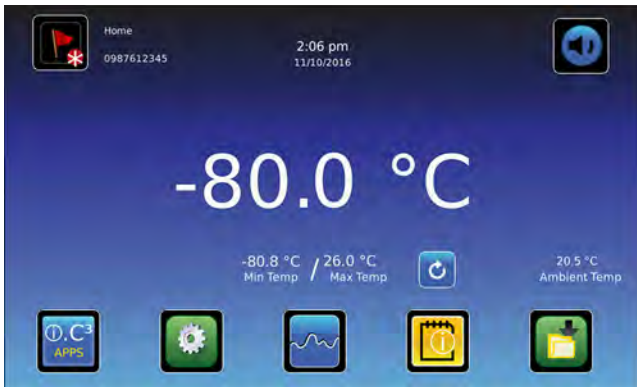 Home
0987612345
2:06 pm
11/10/2016
-80.0 °C
-80.8 °C / 26.0 °C
Min Temp Max Temp
20.5 °C
Ambient Temp
i.C³
APPS
i